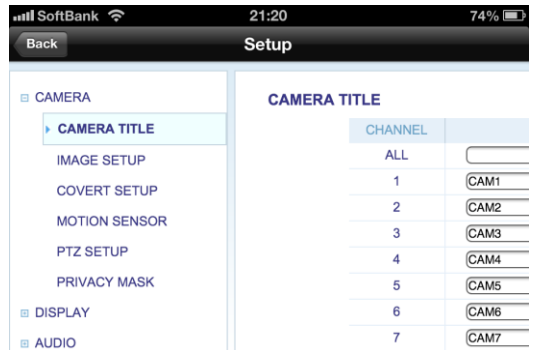 SoftBank 21:20 74%
Back Setup
CAMERA
CAMERA TITLE
IMAGE SETUP
COVERT SETUP
MOTION SENSOR
PTZ SETUP
PRIVACY MASK
DISPLAY
AUDIO
CAMERA TITLE
CHANNEL
ALL
1 CAM1
2 CAM2
3 CAM3
4 CAM4
5 CAM5
6 CAM6
7 CAM7